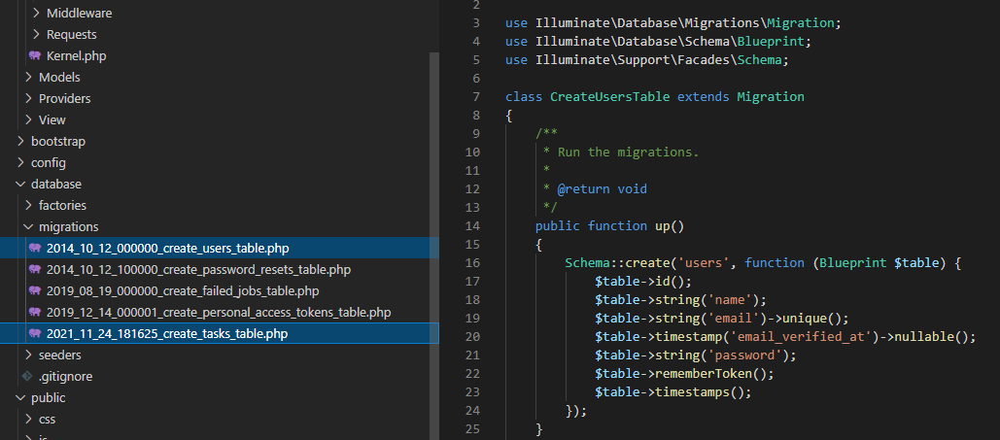 Middleware
Requests
Kernel.php
Models
Providers
View
bootstrap
config
database
factories
migrations
2014_10_12_000000_create_users_table.php
2014_10_12_100000_create_password_resets_table.php
2019_08_19_000000_create_failed_jobs_table.php
2019_12_14_000001_create_personal_access_tokens_table.php
2021_11_24_181625_create_tasks_table.php
seeders
.gitignore
public
css
js
2
3 use Illuminate\Database\Migrations\Migration;
4 use Illuminate\Database\Schema\Blueprint;
5 use Illuminate\Support\Facades\Schema;
6
7 class CreateUsersTable extends Migration
8 {
9 /**
10 * Run the migrations.
11 *
12 * @return void
13 */
14 public function up()
15 {
16 Schema::create('users', function (Blueprint $table) {
17 $table->id();
18 $table->string('name');
19 $table->string('email')->unique();
20 $table->timestamp('email_verified_at')->nullable();
21 $table->string('password');
22 $table->rememberToken();
23 $table->timestamps();
24 });
25 }